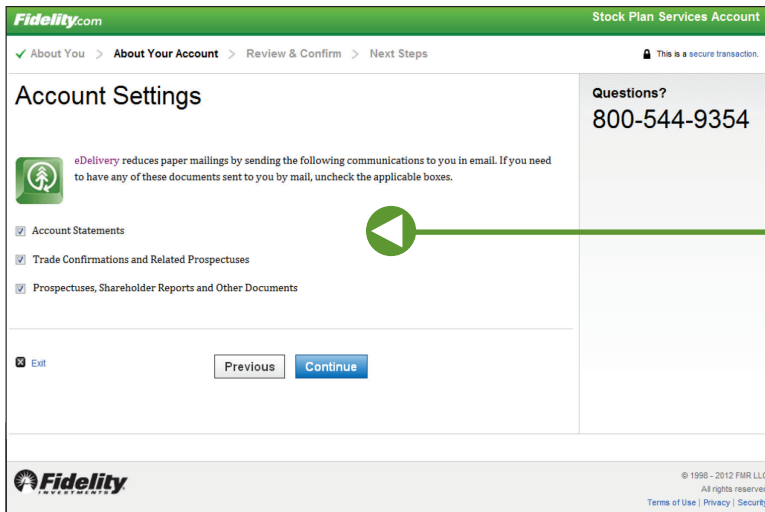 Fidelity.com
Stock Plan Services Account
About You > About Your Account > Review & Confirm > Next Steps
This is a secure transaction.
Account Settings
Questions?
800-544-9354
eDelivery reduces paper mailings by sending the following communications to you in email. If you need
to have any of these documents sent to you by mail, uncheck the applicable boxes.
Account Statements
Trade Confirmations and Related Prospectuses
Prospectuses, Shareholder Reports and Other Documents
Exit
Previous
Continue
Fidelity
INVESTMENTS
© 1998 - 2012 FMR LLC
All rights reserved
Terms of Use | Privacy | Security